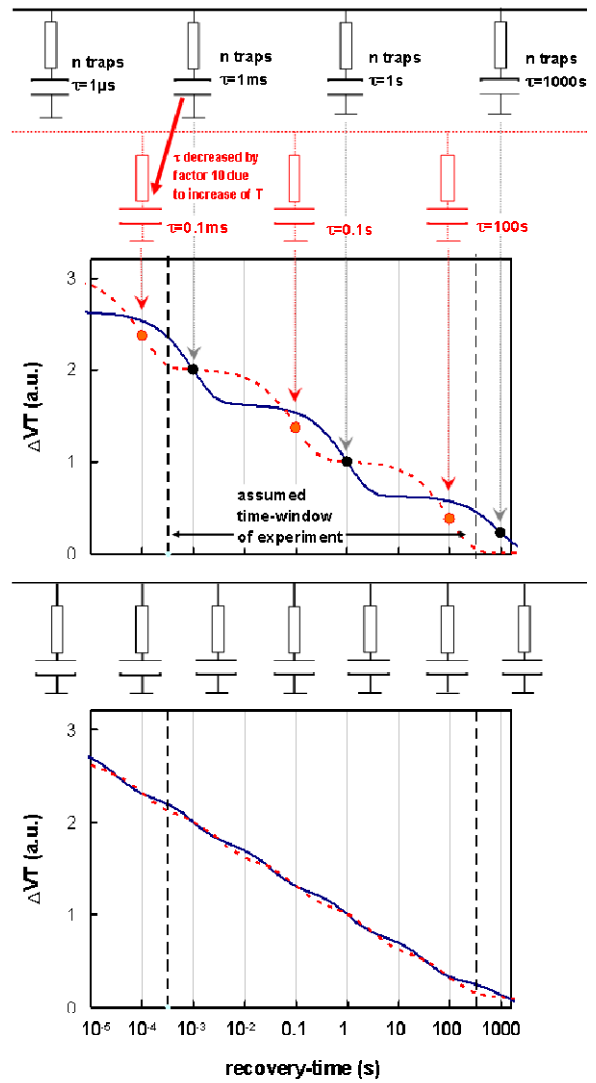 n traps
τ=1µs
n traps
τ=1ms
n traps
τ=1s
n traps
τ=1000s
τ decreased by
factor 10 due
to increase of T
τ=0.1ms
τ=0.1s
τ=100s
3
2
1
0
ΔVT (a.u.)
assumed
time-window
of experiment
3
2
1
0
ΔVT (a.u.)
10⁻⁵ 10⁻⁴ 10⁻³ 10⁻² 0.1 1 10 100 1000
recovery-time (s)